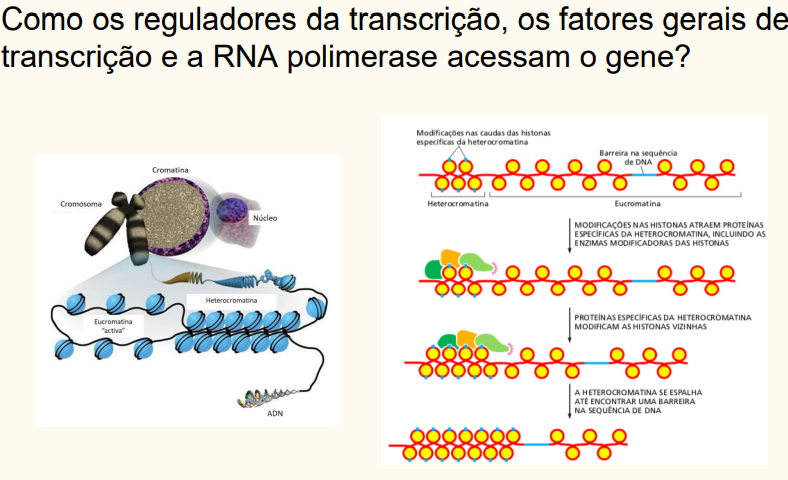 Como os reguladores da transcrição, os fatores gerais de
transcrição e a RNA polimerase acessam o gene?
Cromatina
Cromosoma
Núcleo
Heterocromatina
Eucromatina
"activa"
ADN
Modificações nas caudas das histonas
específicas da heterocromatina
Barreira na sequência
de DNA
Heterocromatina
Eucromatina
MODIFICAÇÕES NAS HISTONAS ATRAEM PROTEÍNAS
ESPECÍFICAS DA HETEROCROMATINA, INCLUINDO AS
ENZIMAS MODIFICADORAS DAS HISTONAS
PROTEÍNAS ESPECÍFICAS DA HETEROCROMATINA
MODIFICAM AS HISTONAS VIZINHAS
A HETEROCROMATINA SE ESPALHA
ATÉ ENCONTRAR UMA BARREIRA
NA SEQUÊNCIA DE DNA